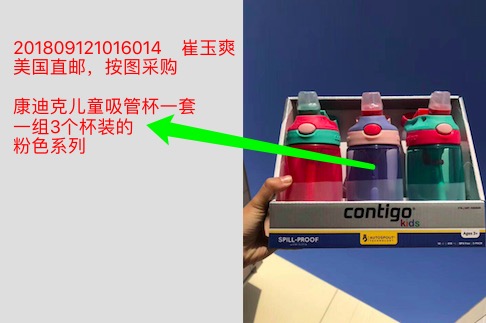 201809121016014 崔玉爽
美国直邮，按图采购
康迪克儿童吸管杯一套
一组3个杯装的
粉色系列
contigo
kids
SPILL-PROOF
AUTOSPOUT
Ages 3+